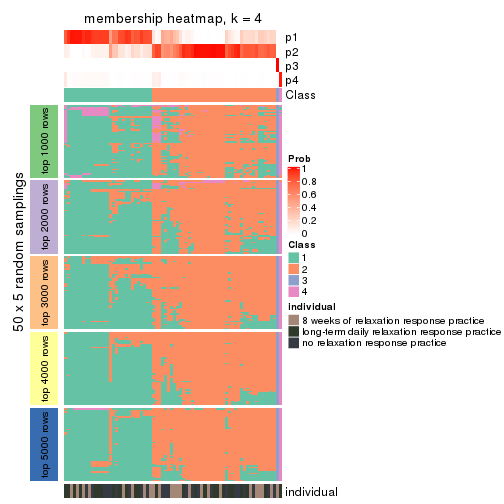 membership heatmap, k = 4
p1
p2
p3
p4
Class
50 x 5 random samplings
top 1000 rows
top 2000 rows
top 3000 rows
top 4000 rows
top 5000 rows
Prob
1
0.8
0.6
0.4
0.2
0
Class
1
2
3
4
individual
8 weeks of relaxation response practice
long-term daily relaxation response practice
no relaxation response practice
individual